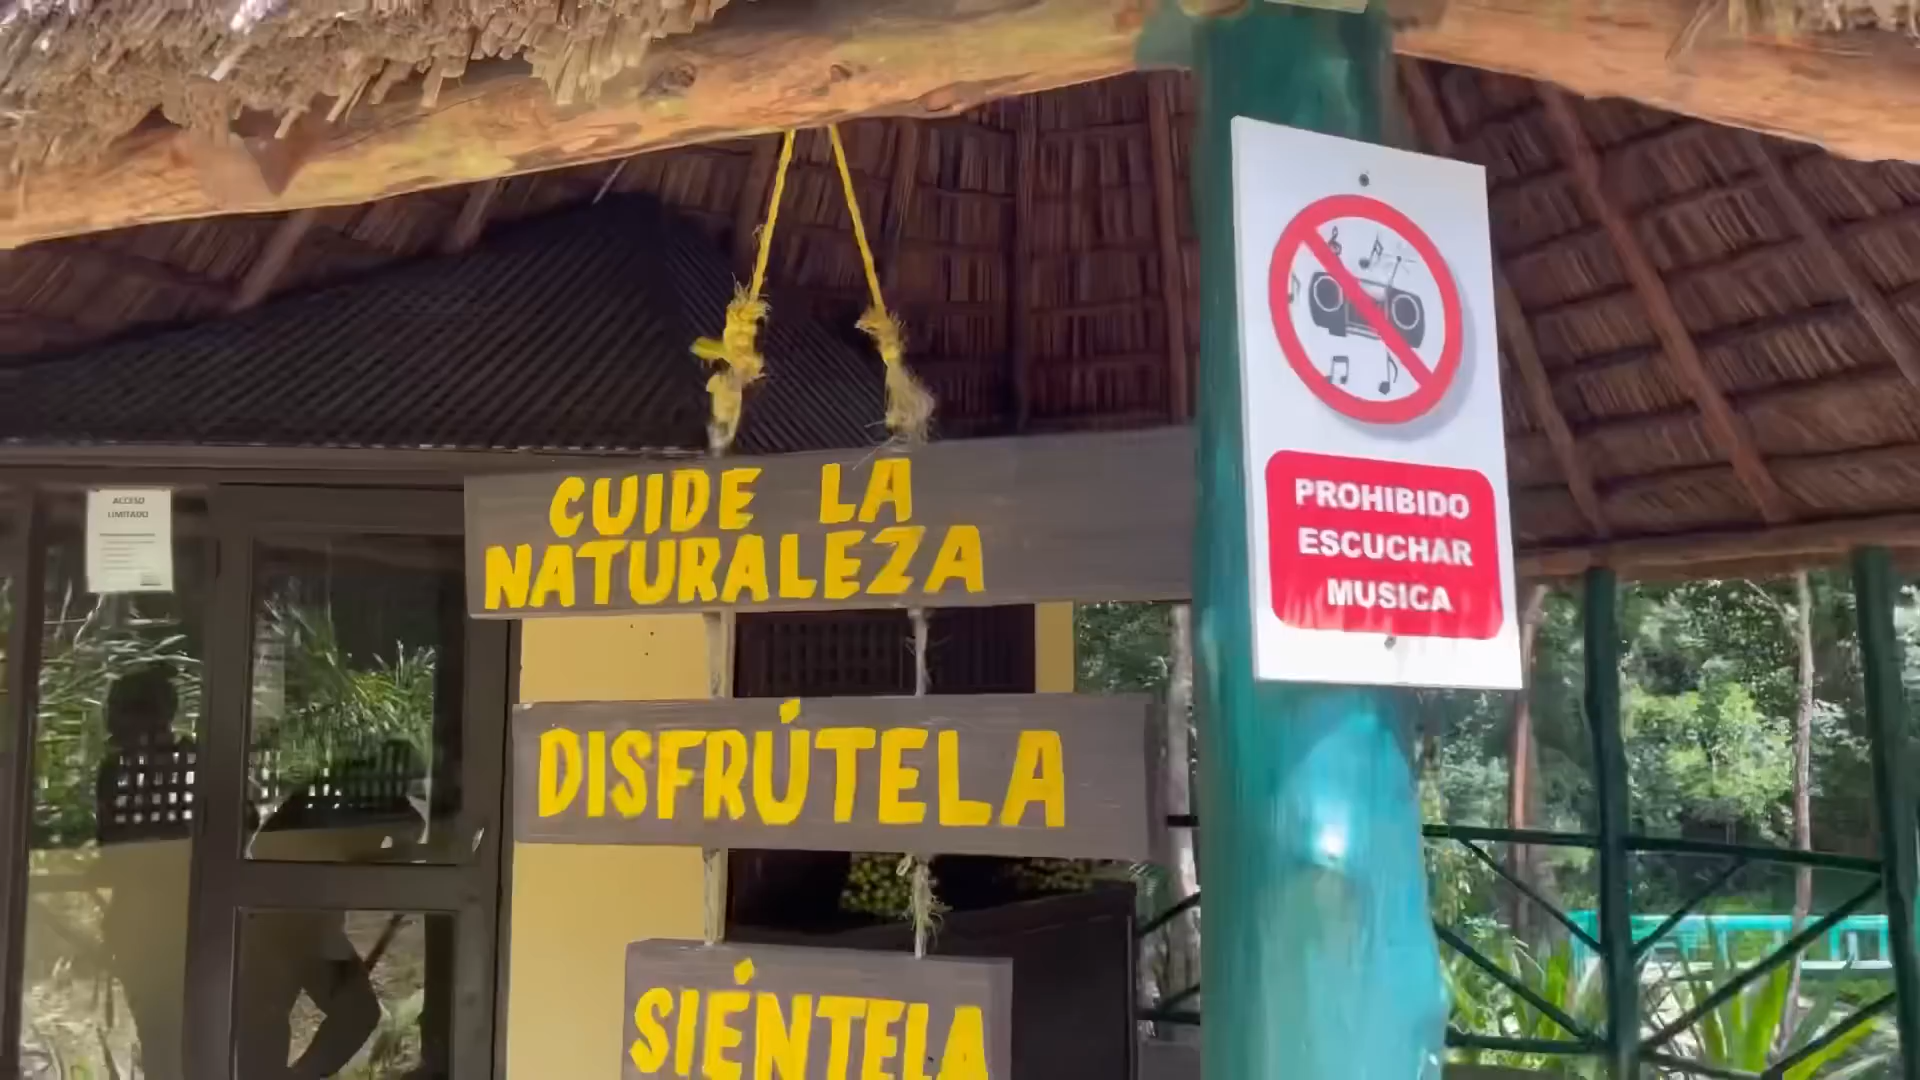 ACCESO
LIMITADO
CUIDE LA
NATURALEZA
DISFRÚTELA
SIÉNTELA
PROHIBIDO
ESCUCHAR
MUSICA